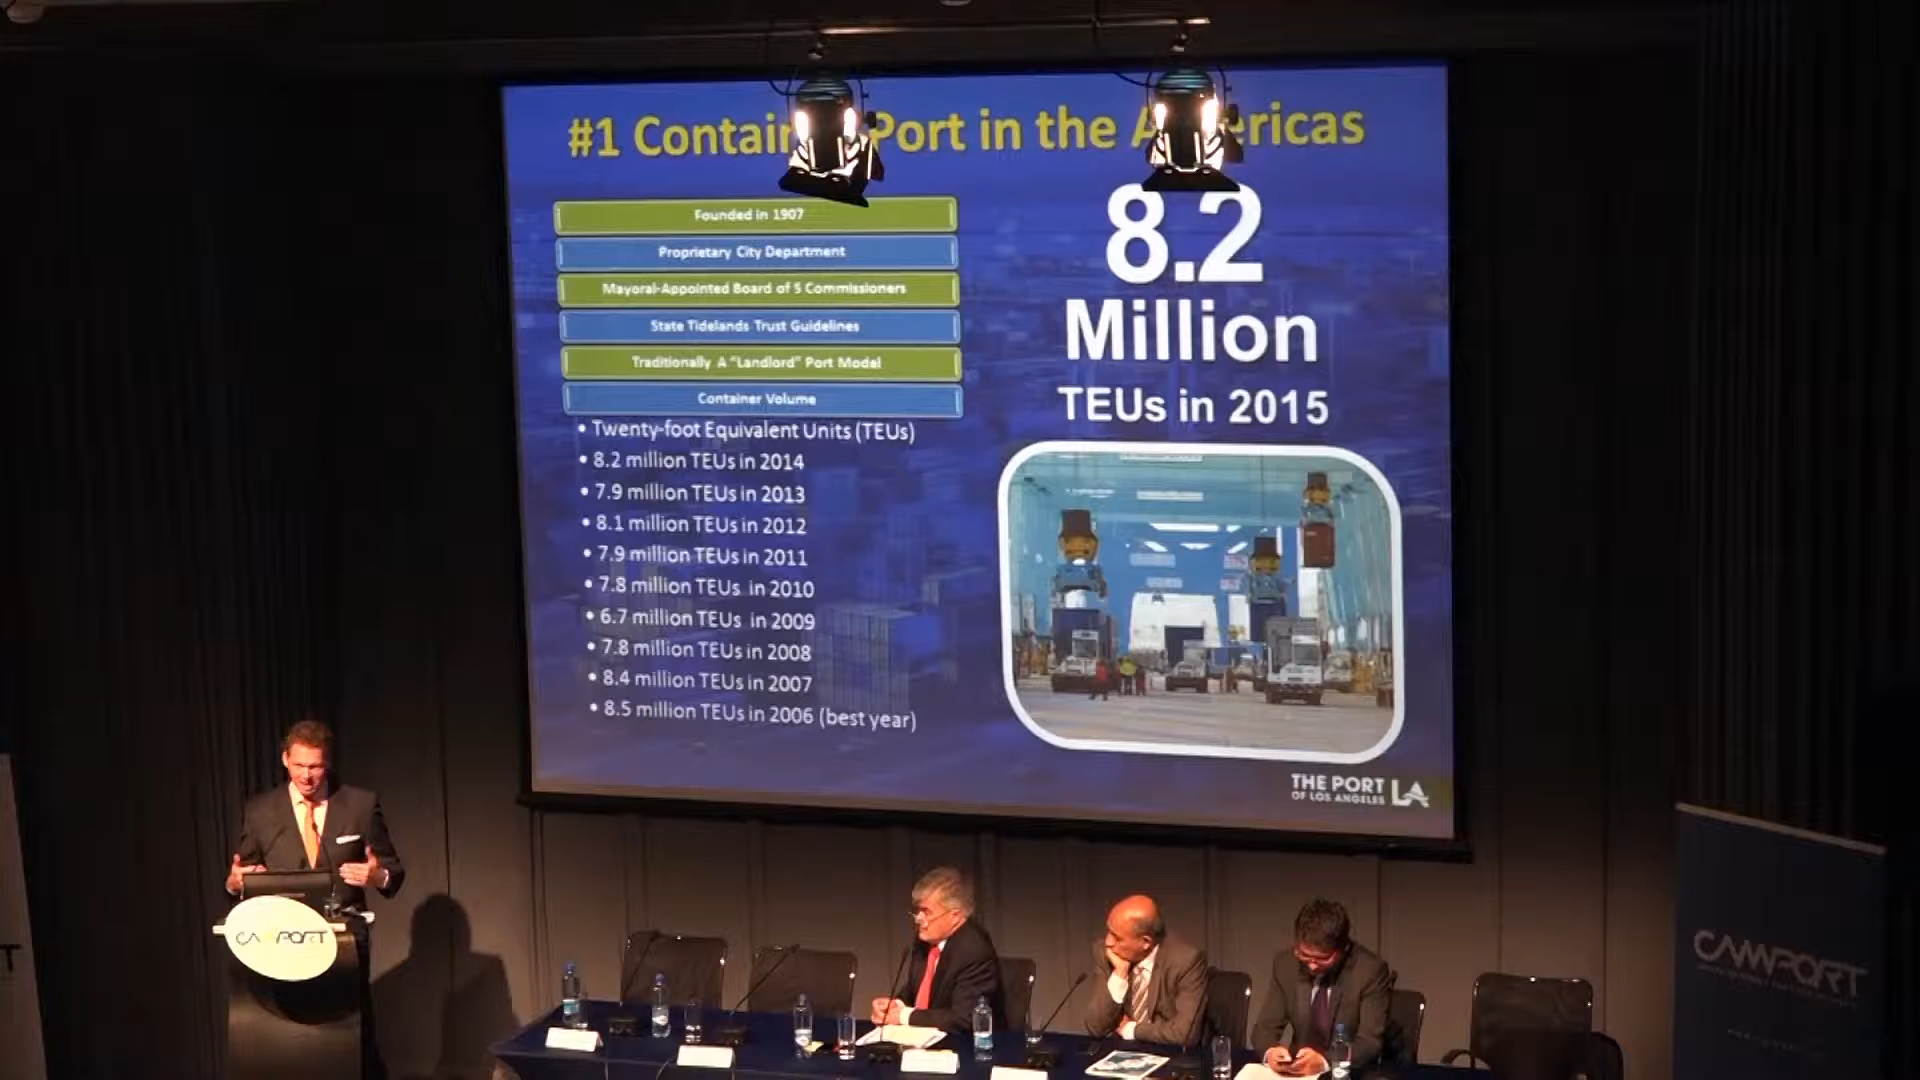 #1 Contain Port in the A ericas
Founded in 1907
Proprietary City Department
Mayoral-Appointed Board of 5 Commissioners
State Tidelands Trust Guidelines
Traditionally A "Landlord" Port Model
Container Volume
• Twenty-foot Equivalent Units (TEUs)
• 8.2 million TEUs in 2014
• 7.9 million TEUs in 2013
• 8.1 million TEUs in 2012
• 7.9 million TEUs in 2011
• 7.8 million TEUs in 2010
• 6.7 million TEUs in 2009
• 7.8 million TEUs in 2008
• 8.4 million TEUs in 2007
• 8.5 million TEUs in 2006 (best year)
8.2
Million
TEUs in 2015
THE PORT LA
OF LOS ANGELES
CAMPORT
CAMPORT